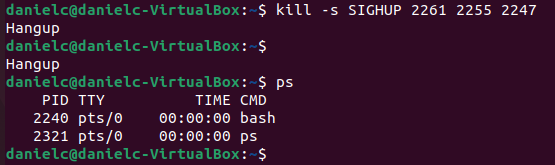 danielc@danielc-VirtualBox:~$ kill -s SIGHUP 2261 2255 2247
Hangup
danielc@danielc-VirtualBox:~$
Hangup
danielc@danielc-VirtualBox:~$ ps
    PID TTY          TIME CMD
   2240 pts/0    00:00:00 bash
   2321 pts/0    00:00:00 ps
danielc@danielc-VirtualBox:~$